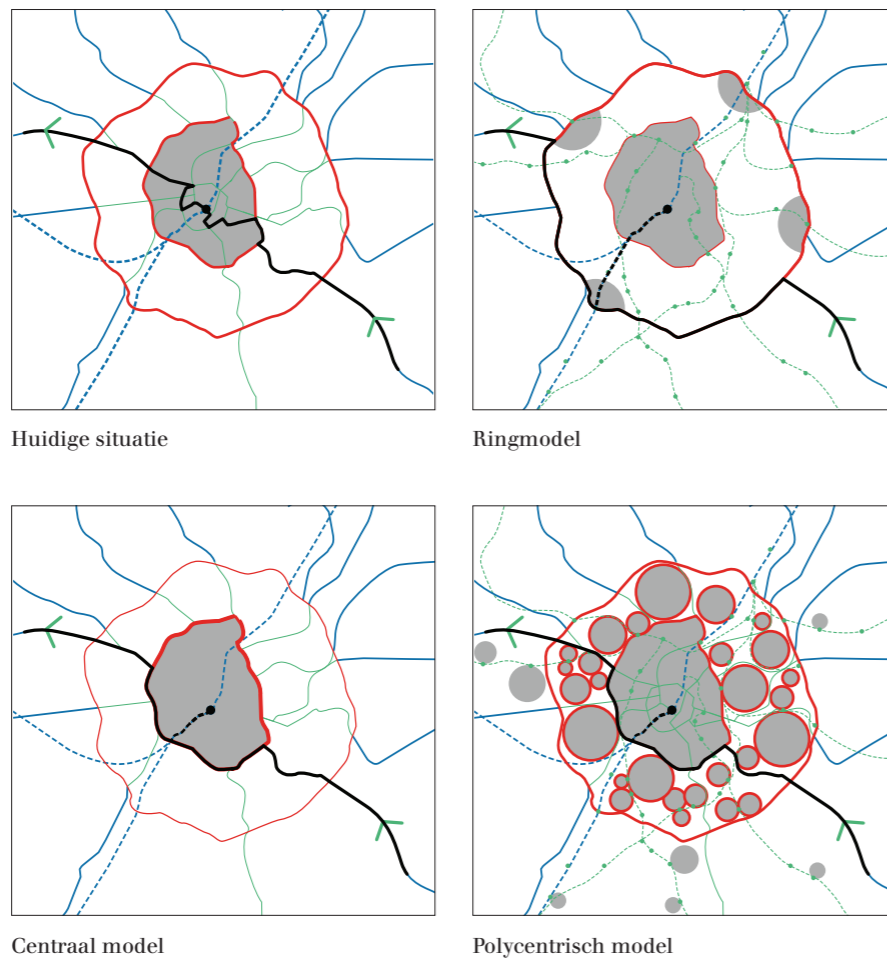 Huidige situatie
Ringmodel
Centraal model
Polycentrisch model